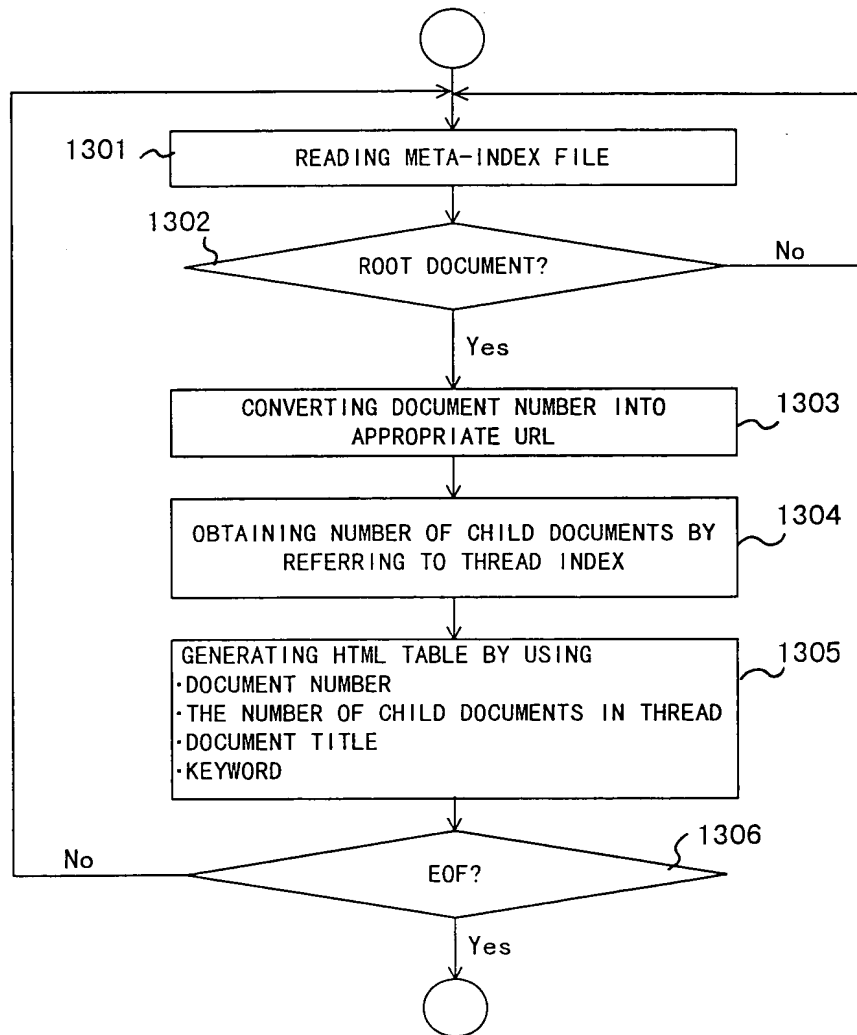 1301
READING META-INDEX FILE
1302
ROOT DOCUMENT?
No
Yes
CONVERTING DOCUMENT NUMBER INTO
APPROPRIATE URL
1303
OBTAINING NUMBER OF CHILD DOCUMENTS BY
REFERRING TO THREAD INDEX
1304
GENERATING HTML TABLE BY USING
·DOCUMENT NUMBER
·THE NUMBER OF CHILD DOCUMENTS IN THREAD
·DOCUMENT TITLE
·KEYWORD
1305
No
EOF?
1306
Yes